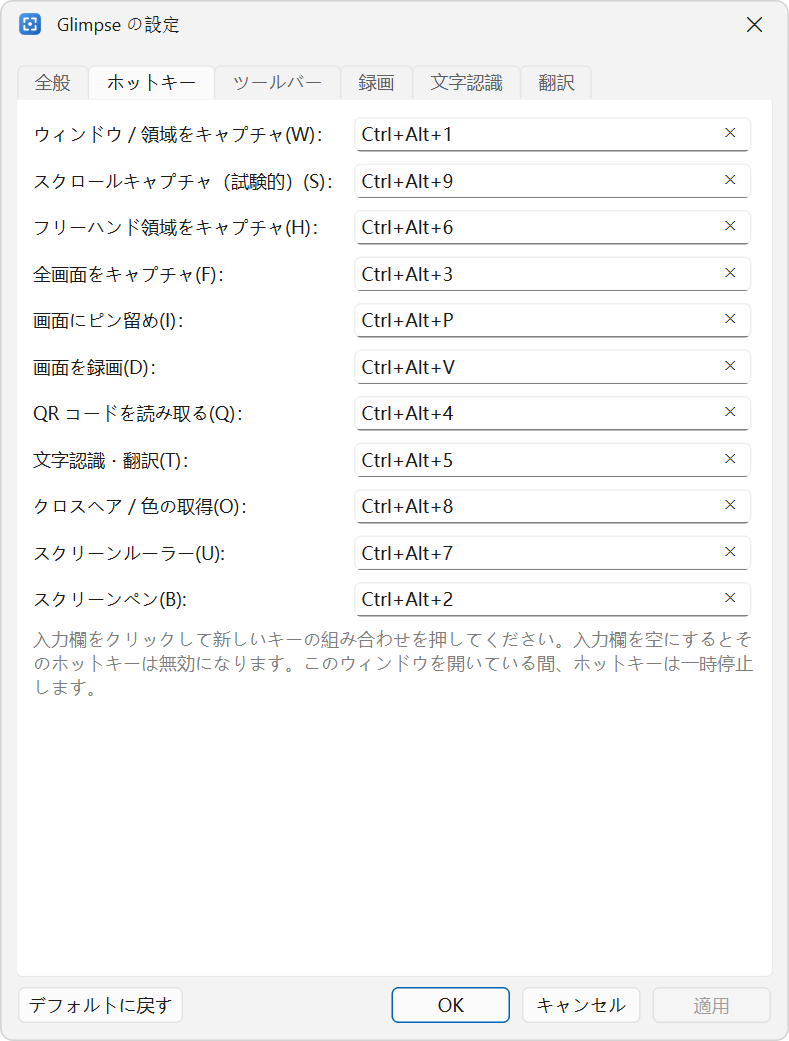 Glimpse の設定
全般 ホットキー ツールバー 録画 文字認識 翻訳
ウィンドウ / 領域をキャプチャ(W): Ctrl+Alt+1
スクロールキャプチャ（試験的）(S): Ctrl+Alt+9
フリーハンド領域をキャプチャ(H): Ctrl+Alt+6
全画面をキャプチャ(F): Ctrl+Alt+3
画面にピン留め(I): Ctrl+Alt+P
画面を録画(D): Ctrl+Alt+V
QR コードを読み取る(Q): Ctrl+Alt+4
文字認識・翻訳(T): Ctrl+Alt+5
クロスヘア / 色の取得(O): Ctrl+Alt+8
スクリーンルーラー(U): Ctrl+Alt+7
スクリーンペン(B): Ctrl+Alt+2
入力欄をクリックして新しいキーの組み合わせを押してください。入力欄を空にするとそ
のホットキーは無効になります。このウィンドウを開いている間、ホットキーは一時停止
します。
デフォルトに戻す OK キャンセル 適用